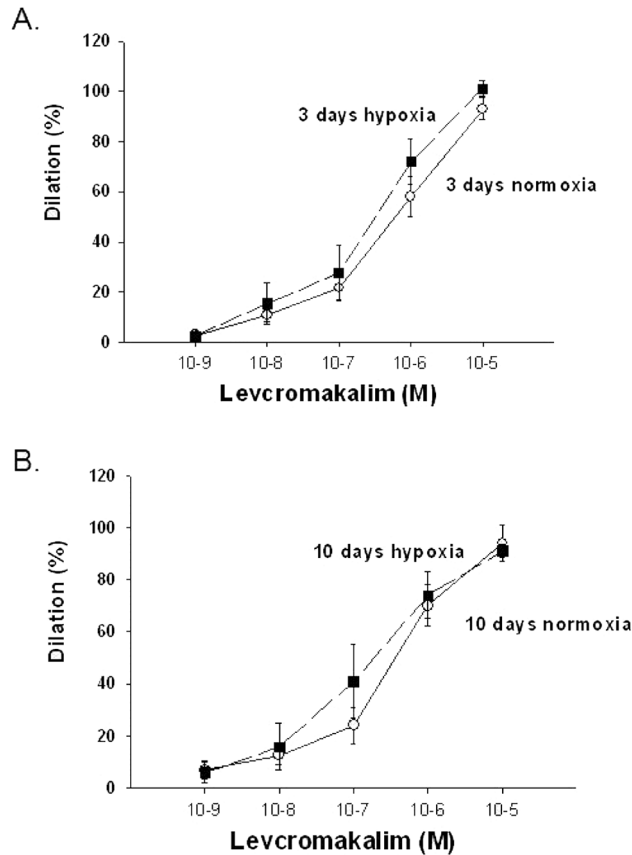 A.
120
100
80
60
40
20
0
Dilation (%)
3 days hypoxia
3 days normoxia
10-9 10-8 10-7 10-6 10-5
Levcromakalim (M)
B.
120
100
80
60
40
20
0
Dilation (%)
10 days hypoxia
10 days normoxia
10-9 10-8 10-7 10-6 10-5
Levcromakalim (M)